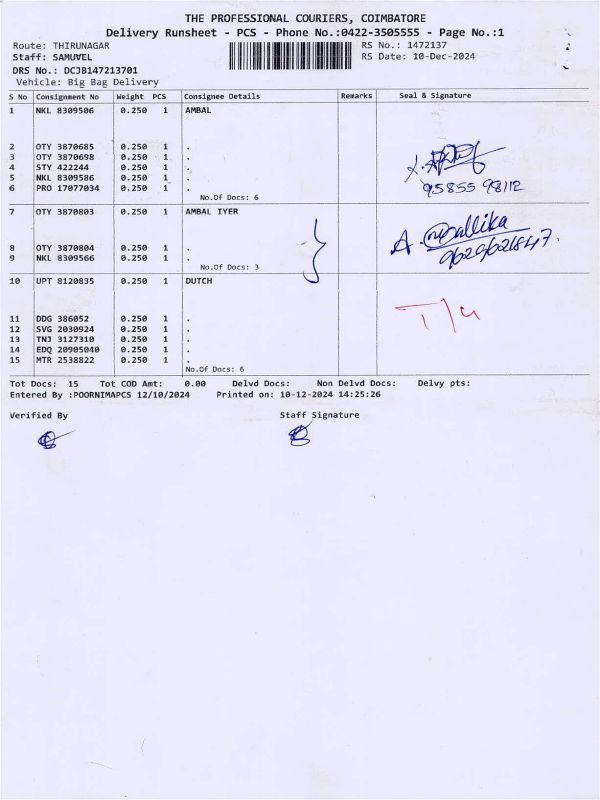 THE PROFESSIONAL COURIERS, COIMBATORE
Delivery Runsheet - PCS - Phone No.:0422-3505555 - Page No.:1
Route: THIRUNAGAR RS No.: 1472137
Staff: SAMUVEL RS Date: 10-Dec-2024
DRS No.: DCJB147213701
Vehicle: Big Bag Delivery
S No Consignment No Weight PCS Consignee Details Remarks Seal & Signature
1 NKL 8309506 0.250 1 AMBAL
2 OTY 3870685 0.250 1 .
3 OTY 3870698 0.250 1 .
4 STY 422244 0.250 1 .
5 NKL 8309586 0.250 1 .
6 PRO 17077034 0.250 1 .
95855 98112
No.Of Docs: 6
7 OTY 3870803 0.250 1 AMBAL IYER
A. Mallika
8 OTY 3870804 0.250 1 .
9 NKL 8309566 0.250 1 .
No.Of Docs: 3
10 UPT 8120835 0.250 1 DUTCH
11 DDG 386052 0.250 1 .
12 SVG 2030924 0.250 1 .
13 TNJ 3127310 0.250 1 .
14 EDQ 20905040 0.250 1 .
15 MTR 2538822 0.250 1 .
No.Of Docs: 6
Tot Docs: 15 Tot COD Amt: 0.00 Delvd Docs: Non Delvd Docs: Delvy pts:
Entered By :POORNIMAPCS 12/10/2024 Printed on: 10-12-2024 14:25:26
Verified By Staff Signature